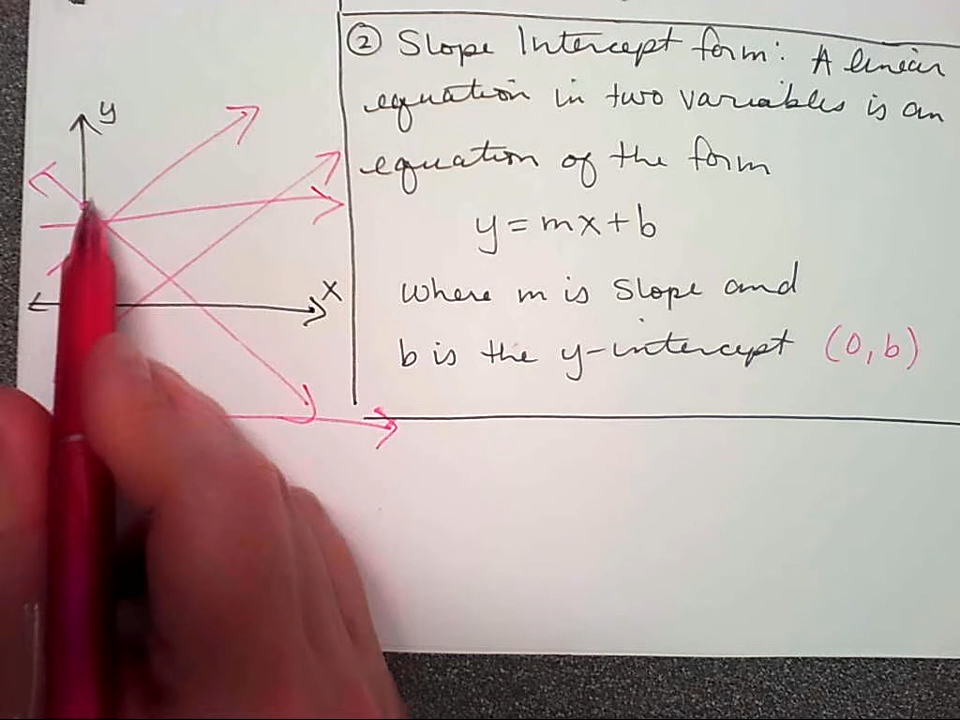 ② Slope Intercept form: A linear
equation in two variables is an
equation of the form
y = mx + b
where m is slope and
b is the y-intercept (0, b)
y
x